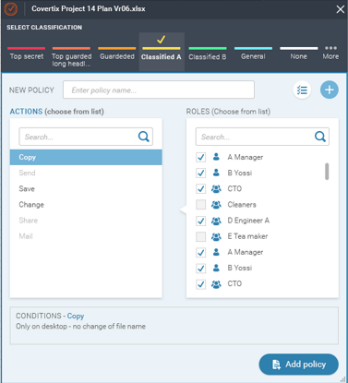 Covertix Project 14 Plan Vr06.xlsx
SELECT CLASSIFICATION
Top secret
Top guarded
long headl...
Guardeded
Classified A
Classified B
General
None
More
NEW POLICY
Enter policy name...
ACTIONS (choose from list)
ROLES (Choose from list)
Search...
Search...
Copy
Send
Save
Change
Share
Mail
A Manager
B Yossi
CTO
Cleaners
D Engineer A
E Tea maker
A Manager
B Yossi
CTO
CONDITIONS - Copy
Only on desktop - no change of file name
Add policy